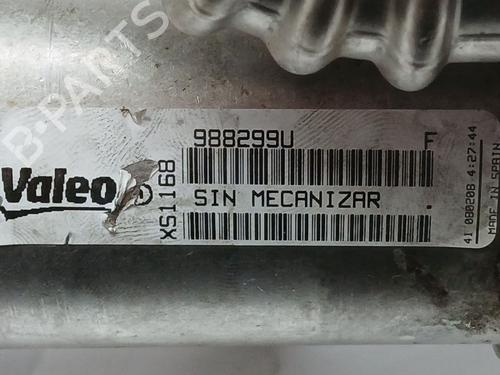 B-PARTS
988299U F
Valeo
XS1168
SIN MECANIZAR
41 080208 4:27:44
MADE IN SPAIN